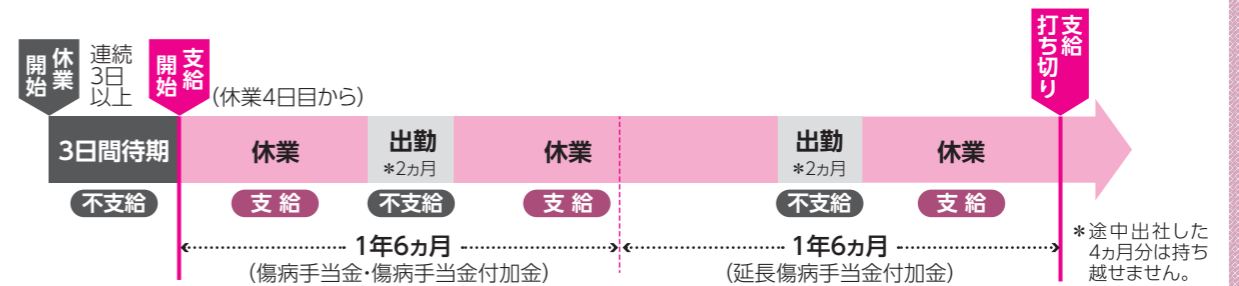 休業開始
連続3日以上
支給開始
(休業4日目から)
支給打ち切り
3日間待期
休業
出勤
*2ヵ月
休業
出勤
*2ヵ月
休業
不支給
支給
不支給
支給
不支給
支給
1年6ヵ月
(傷病手当金・傷病手当金付加金)
1年6ヵ月
(延長傷病手当金付加金)
*途中出社した
4ヵ月分は持ち
越せません。